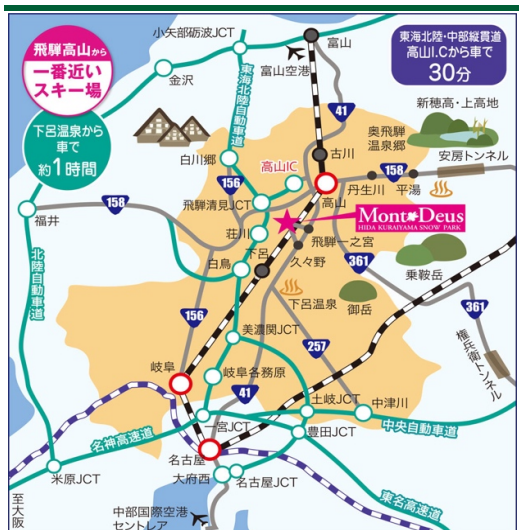 飛騨高山から
一番近い
スキー場
下呂温泉から
車で
約1時間
東海北陸・中部縦貫道
高山I.Cから車で
30分
小矢部砺波JCT
富山
富山空港
金沢
東海北陸自動車道
41
新穂高・上高地
奥飛騨
温泉郷
安房トンネル
白川郷
古川
高山IC
156
158
丹生川
平湯
飛騨清見JCT
高山
158
福井
Mont Deus
HIDA KURAIYAMA SNOW PARK
荘川
飛騨一之宮
久々野
361
乗鞍岳
北陸自動車道
白鳥
下呂
下呂温泉
御岳
361
権兵衛トンネル
156
美濃関JCT
257
岐阜
岐阜各務原
41
土岐JCT
中津川
一宮JCT
中央自動車道
名神高速道
豊田JCT
名古屋
米原JCT
大府西
名古屋JCT
東名高速道
至大阪
中部国際空港
セントレア